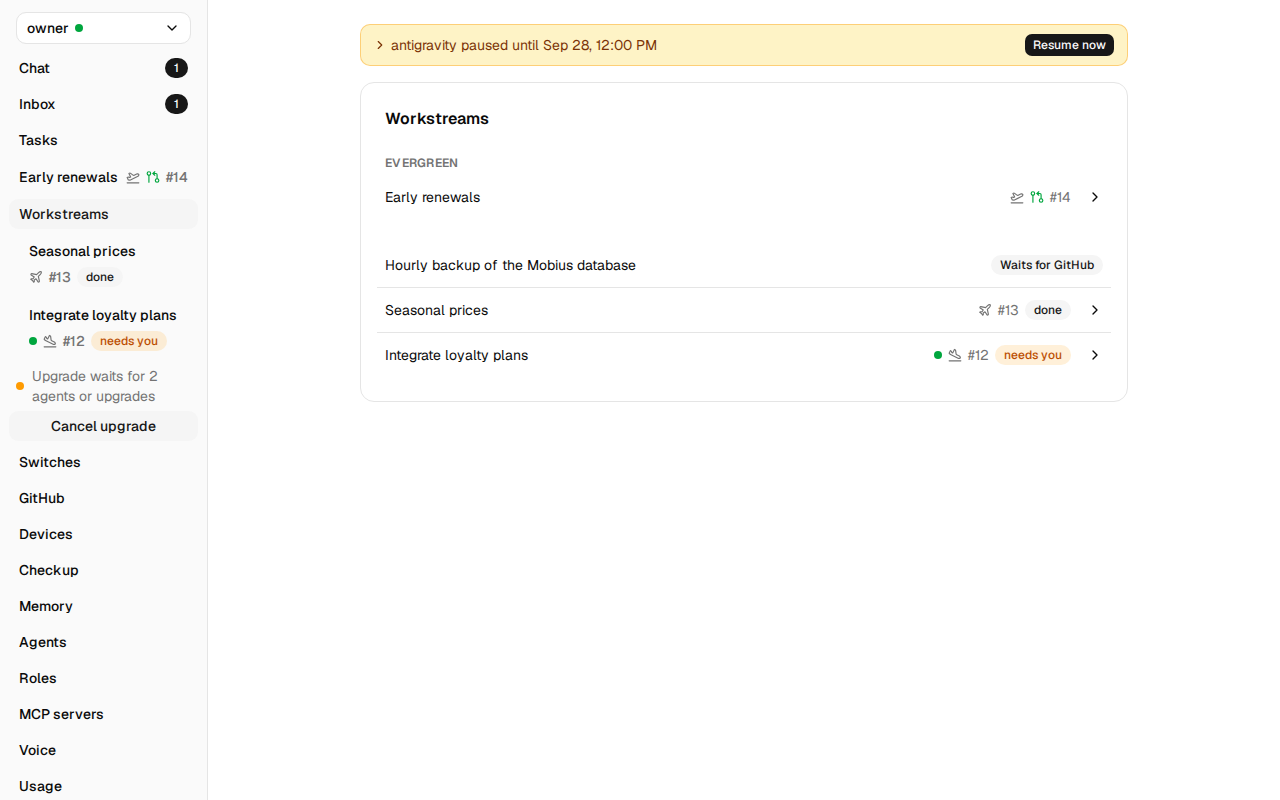 owner
Chat 1
Inbox 1
Tasks
Early renewals #14
Workstreams
Seasonal prices
#13 done
Integrate loyalty plans
#12 needs you
Upgrade waits for 2
agents or upgrades
Cancel upgrade
Switches
GitHub
Devices
Checkup
Memory
Agents
Roles
MCP servers
Voice
Usage
antigravity paused until Sep 28, 12:00 PM Resume now
Workstreams
EVERGREEN
Early renewals #14
Hourly backup of the Mobius database Waits for GitHub
Seasonal prices #13 done
Integrate loyalty plans #12 needs you